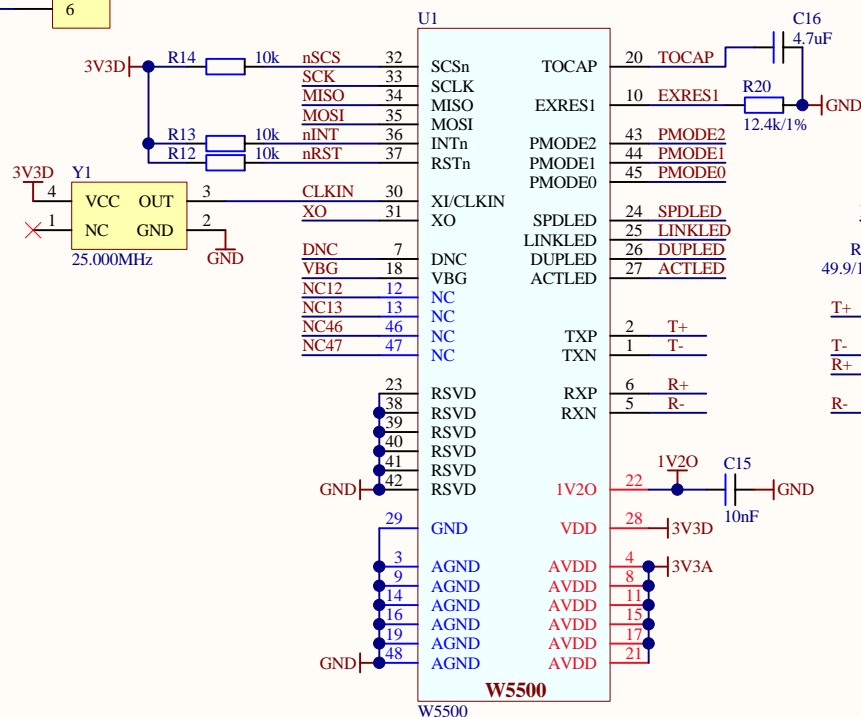 6
U1
C16
4.7uF
3V3D
R14
10k
nSCS
32
SCSn
TOCAP
20
TOCAP
SCK
33
SCLK
R20
MISO
34
MISO
EXRES1
10
EXRES1
GND
MOSI
35
MOSI
12.4k/1%
R13
10k
nINT
36
INTn
PMODE2
43
PMODE2
R12
10k
nRST
37
RSTn
PMODE1
44
PMODE1
PMODE0
45
PMODE0
3V3D
Y1
4
VCC
OUT
3
CLKIN
30
XI/CLKIN
1
NC
GND
2
XO
31
XO
SPDLED
24
SPDLED
LINKLED
25
LINKLED
25.000MHz
GND
DNC
7
DNC
DUPLED
26
DUPLED
R
VBG
18
VBG
ACTLED
27
ACTLED
49.9/1
NC12
12
NC
NC13
13
NC
T+
NC46
46
NC
TXP
2
T+
NC47
47
NC
TXN
1
T-
T-
R+
23
RSVD
RXP
6
R+
38
RSVD
RXN
5
R-
R-
39
RSVD
40
RSVD
41
RSVD
1V2O
C15
GND
42
RSVD
1V2O
22
GND
10nF
29
GND
VDD
28
3V3D
3
AGND
AVDD
4
3V3A
9
AGND
AVDD
8
14
AGND
AVDD
11
16
AGND
AVDD
15
19
AGND
AVDD
17
GND
48
AGND
AVDD
21
W5500
W5500